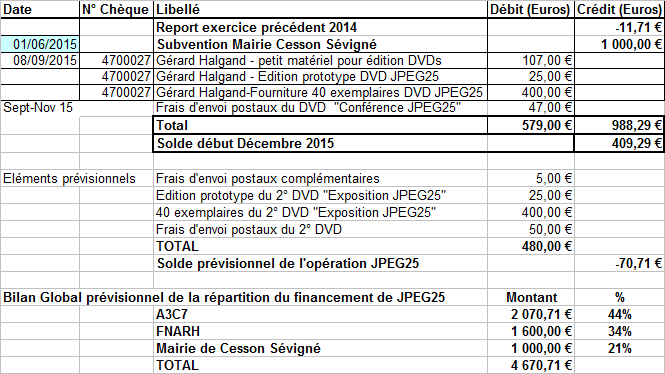 Date N° Chèque Libellé Débit (Euros) Crédit (Euros)
Report exercice précédent 2014 -11,71 €
01/06/2015 Subvention Mairie Cesson Sévigné 1 000,00 €
08/09/2015 4700027 Gérard Halgand - petit matériel pour édition DVDs 107,00 €
4700027 Gérard Halgand - Edition prototype DVD JPEG25 25,00 €
4700027 Gérard Halgand-Fourniture 40 exemplaires DVD JPEG25 400,00 €
Sept-Nov 15 Frais d'envoi postaux du DVD "Conférence JPEG25" 47,00 €
Total 579,00 € 988,29 €
Solde début Décembre 2015 409,29 €
Eléments prévisionnels Frais d'envoi postaux complémentaires 5,00 €
Edition prototype du 2° DVD "Exposition JPEG25" 25,00 €
40 exemplaires du 2° DVD "Exposition JPEG25" 400,00 €
Frais d'envoi postaux du 2° DVD 50,00 €
TOTAL 480,00 €
Solde prévisionnel de l'opération JPEG25 -70,71 €
Bilan Global prévisionnel de la répartition du financement de JPEG25 Montant %
A3C7 2 070,71 € 44%
FNARH 1 600,00 € 34%
Mairie de Cesson Sévigné 1 000,00 € 21%
TOTAL 4 670,71 €